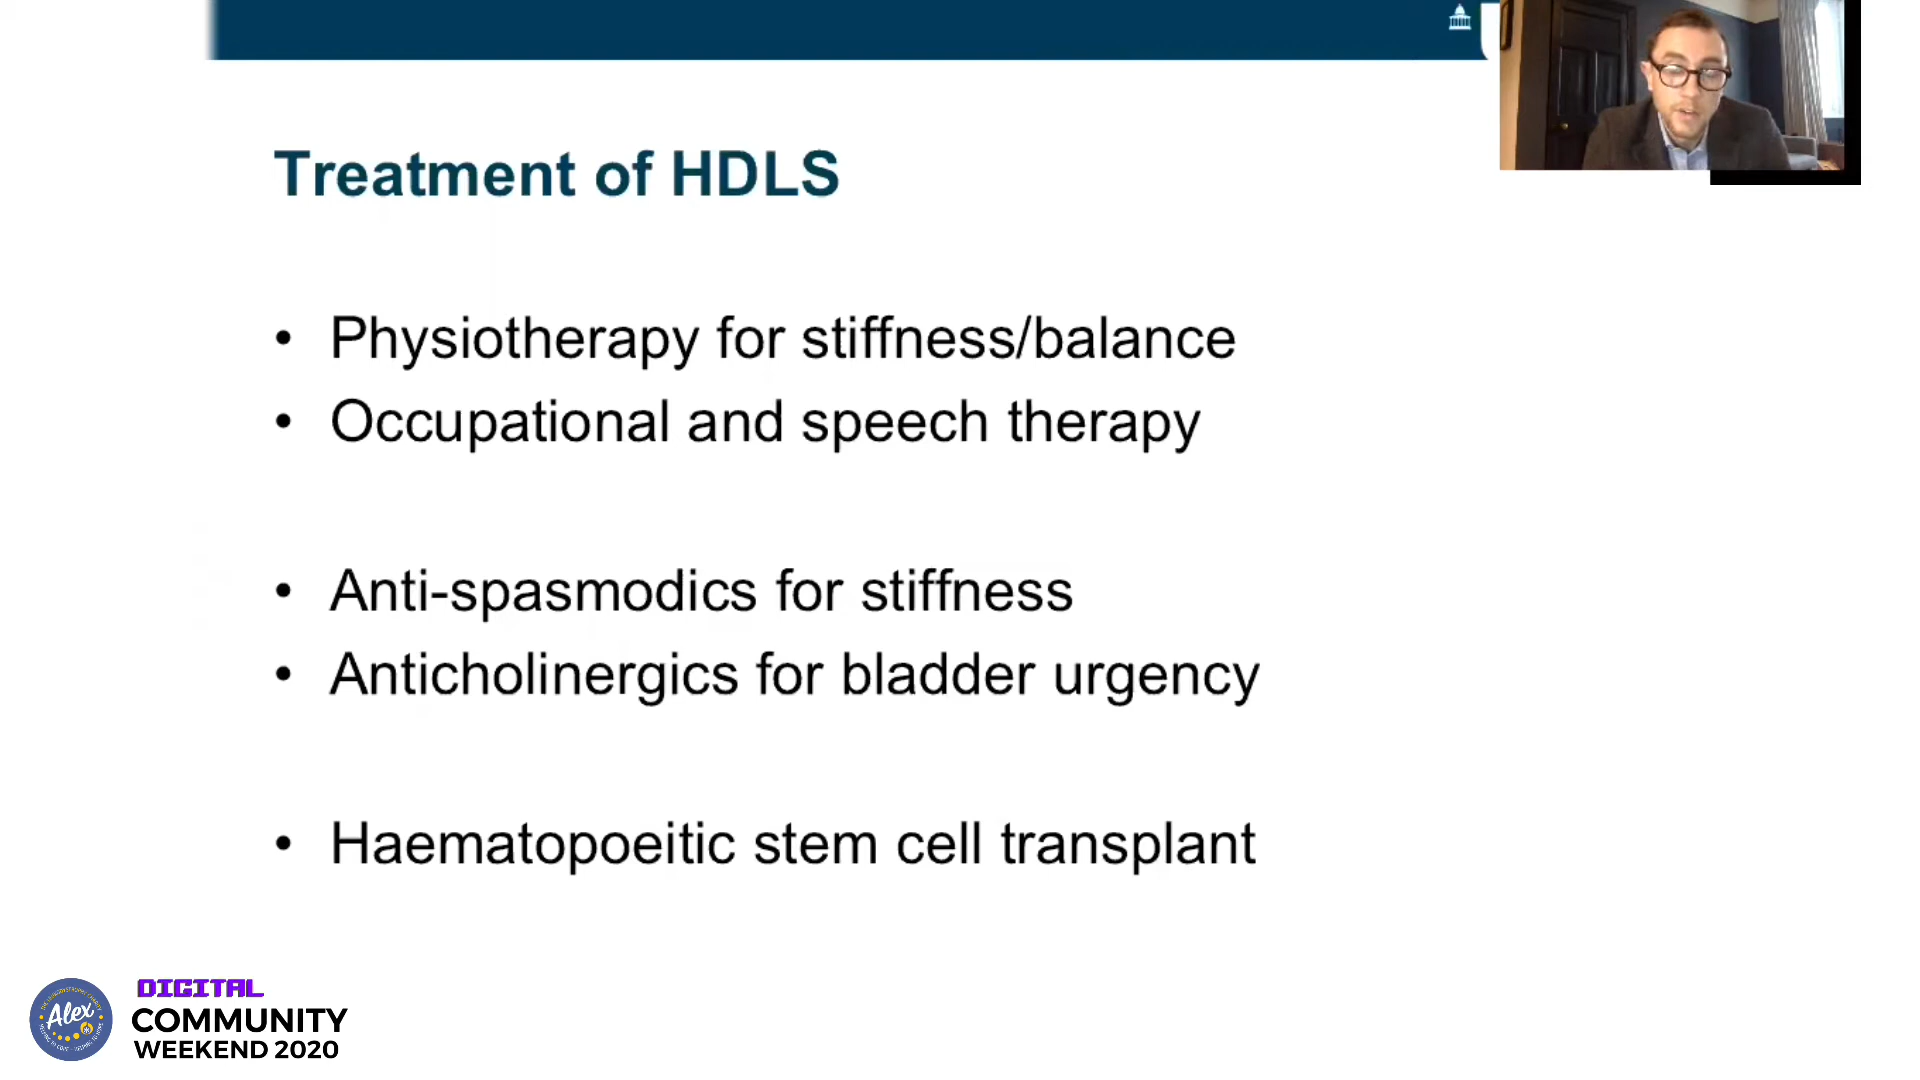 Treatment of HDLS
• Physiotherapy for stiffness/balance
• Occupational and speech therapy
• Anti-spasmodics for stiffness
• Anticholinergics for bladder urgency
• Haematopoeitic stem cell transplant
Alex
DIGITAL
COMMUNITY
WEEKEND 2020